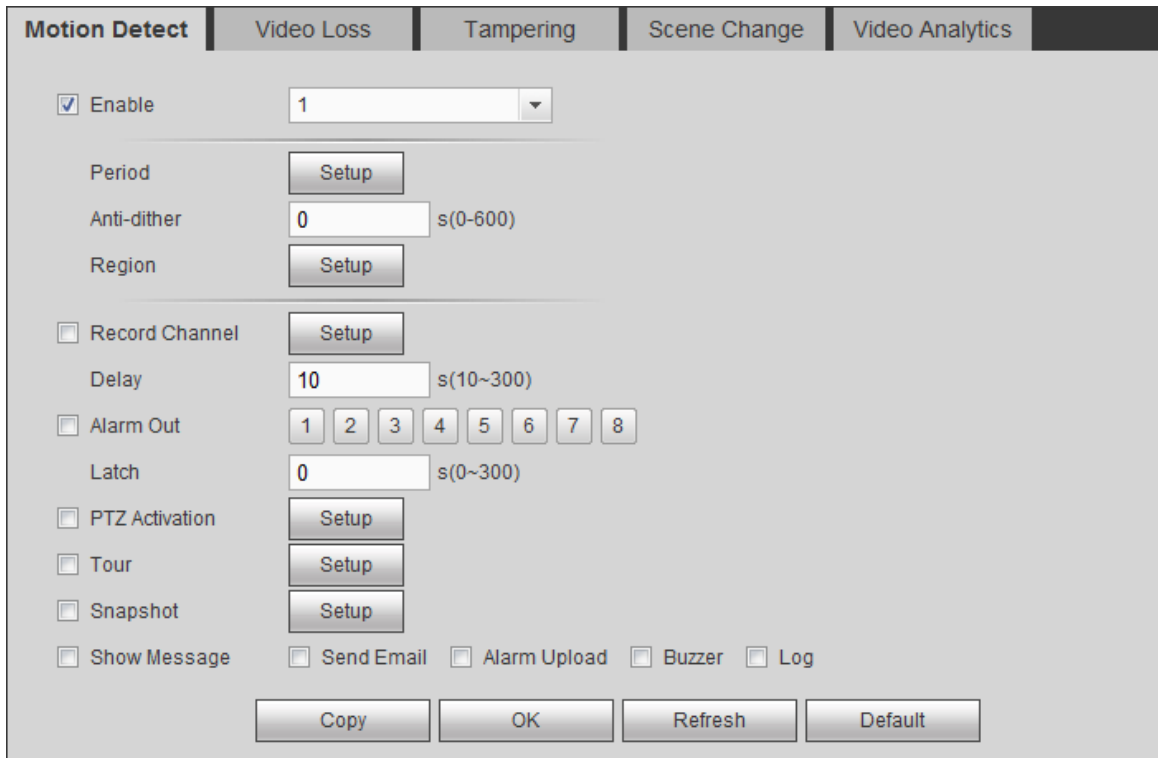 Motion Detect Video Loss Tampering Scene Change Video Analytics
Enable 1
Period Setup
Anti-dither 0 s(0-600)
Region Setup
Record Channel Setup
Delay 10 s(10~300)
Alarm Out 1 2 3 4 5 6 7 8
Latch 0 s(0~300)
PTZ Activation Setup
Tour Setup
Snapshot Setup
Show Message Send Email Alarm Upload Buzzer Log
Copy OK Refresh Default